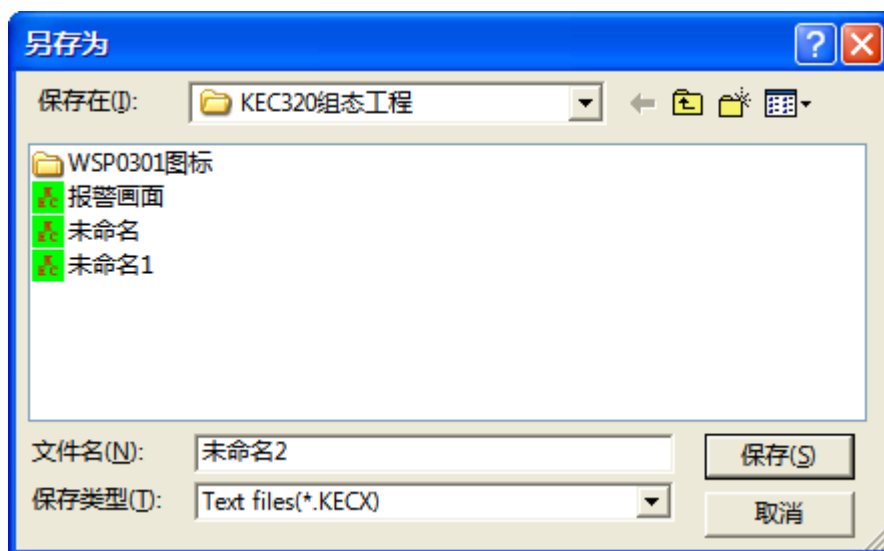 另存为
保存在(I): KEC320组态工程
WSP0301图标
报警画面
未命名
未命名1
文件名(N): 未命名2 保存(S)
保存类型(T): Text files(*.KECX) 取消